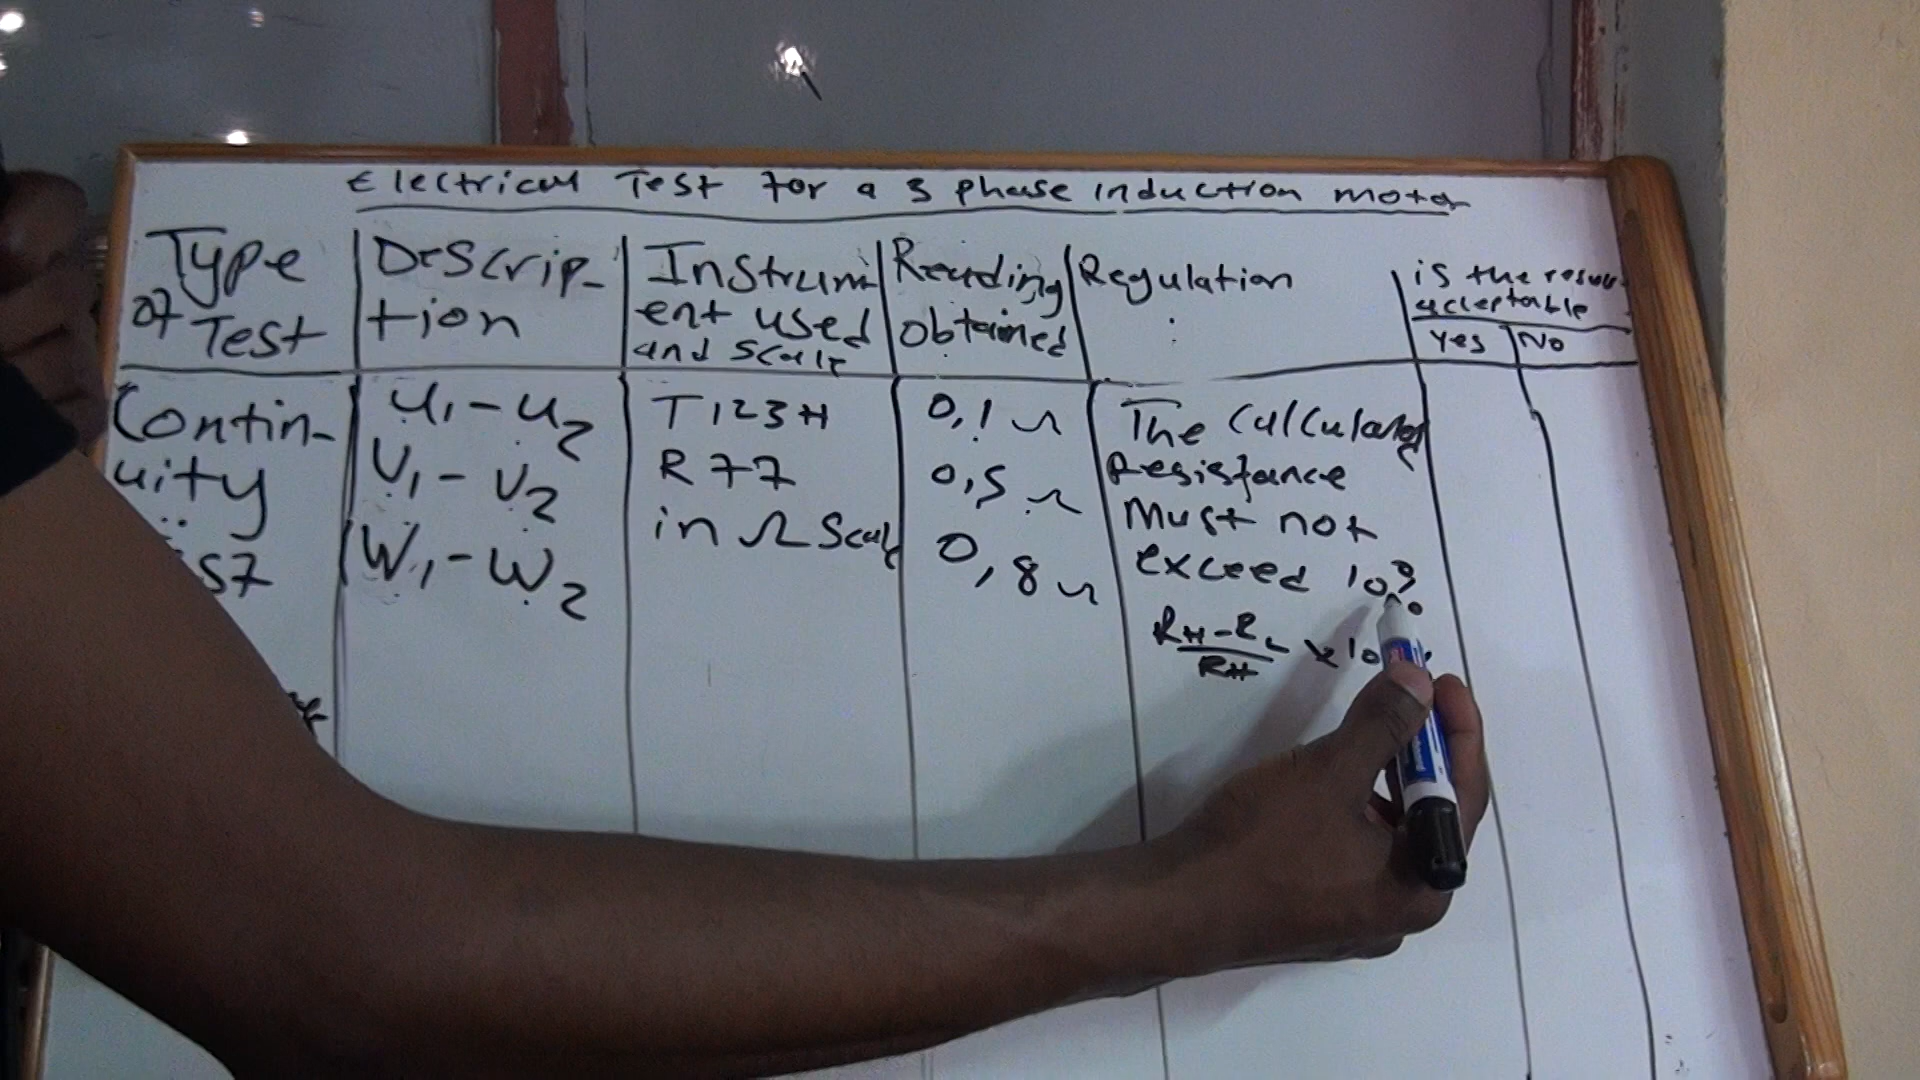 Electrical Test for a 3 phase induction motor
Type of Test
Descrip-tion
Instrum ent used and scale
Reading obtained
Regulation :
is the result acceptable
Yes No
Contin-uity
U1 - U2
V1 - V2
W1 - W2
T123H
R77
in Ω Scale
0,1 Ω
0,5 Ω
0,8 Ω
The Calculated
Resistance
Must not
exceed 10%
RH - RL
RH